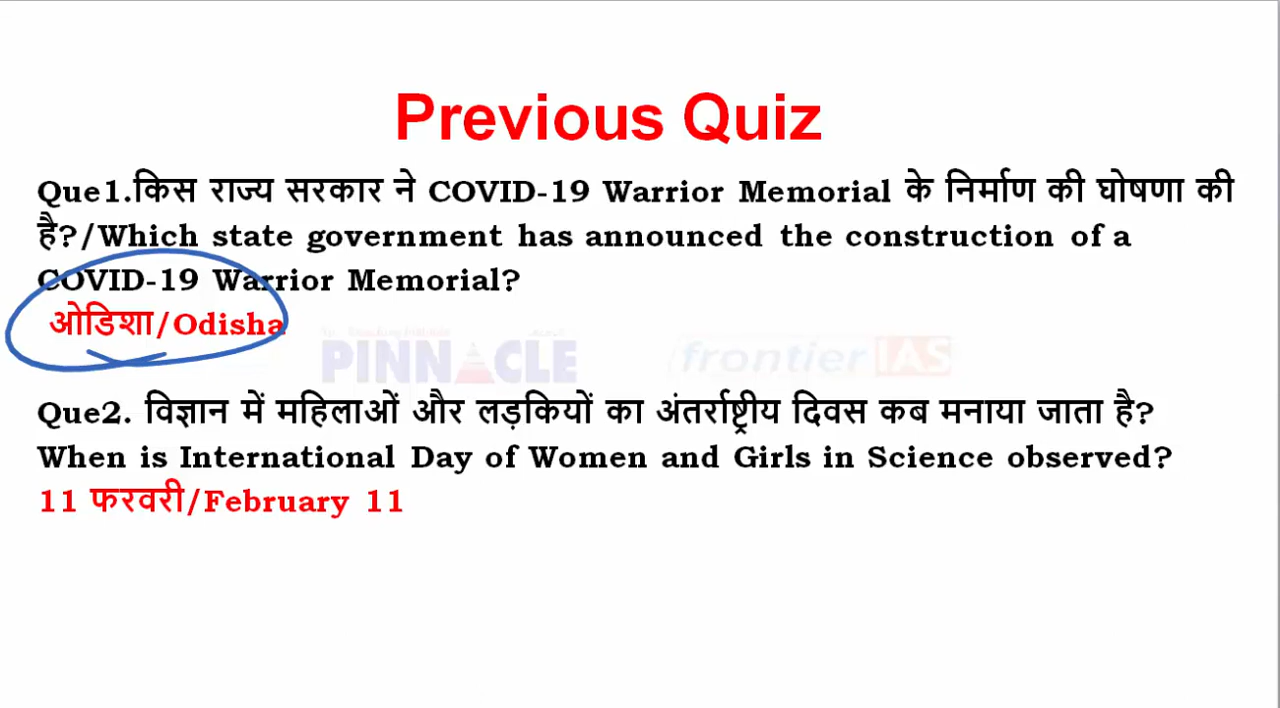 Previous Quiz
Que1.किस राज्य सरकार ने COVID-19 Warrior Memorial के निर्माण की घोषणा की
है?/Which state government has announced the construction of a
COVID-19 Warrior Memorial?
ओडिशा/Odisha
PINNACLE frontier IAS
Que2. विज्ञान में महिलाओं और लड़कियों का अंतर्राष्ट्रीय दिवस कब मनाया जाता है?
When is International Day of Women and Girls in Science observed?
11 फरवरी/February 11